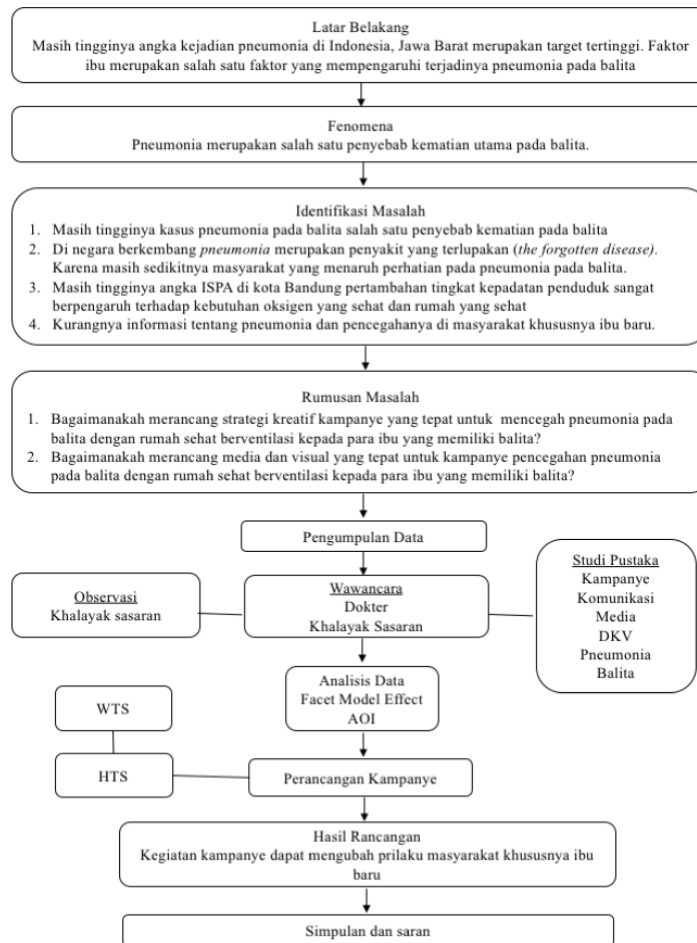 Latar Belakang
Masih tingginya angka kejadian pneumonia di Indonesia, Jawa Barat merupakan target tertinggi. Faktor
ibu merupakan salah satu faktor yang mempengaruhi terjadinya pneumonia pada balita
Fenomena
Pneumonia merupakan salah satu penyebab kematian utama pada balita.
Identifikasi Masalah
1. Masih tingginya kasus pneumonia pada balita salah satu penyebab kematian pada balita
2. Di negara berkembang pneumonia merupakan penyakit yang terlupakan (the forgotten disease).
Karena masih sedikitnya masyarakat yang menaruh perhatian pada pneumonia pada balita.
3. Masih tingginya angka ISPA di kota Bandung pertambahan tingkat kepadatan penduduk sangat
berpengaruh terhadap kebutuhan oksigen yang sehat dan rumah yang sehat
4. Kurangnya informasi tentang pneumonia dan pencegahanya di masyarakat khususnya ibu baru.
Rumusan Masalah
1. Bagaimanakah merancang strategi kreatif kampanye yang tepat untuk mencegah pneumonia pada
balita dengan rumah sehat berventilasi kepada para ibu yang memiliki balita?
2. Bagaimanakah merancang media dan visual yang tepat untuk kampanye pencegahan pneumonia
pada balita dengan rumah sehat berventilasi kepada para ibu yang memiliki balita?
Pengumpulan Data
Observasi
Khalayak sasaran
Wawancara
Dokter
Khalayak Sasaran
Studi Pustaka
Kampanye
Komunikasi
Media
DKV
Pneumonia
Balita
Analisis Data
Facet Model Effect
AOI
WTS
HTS
Perancangan Kampanye
Hasil Rancangan
Kegiatan kampanye dapat mengubah prilaku masyarakat khususnya ibu
baru
Simpulan dan saran